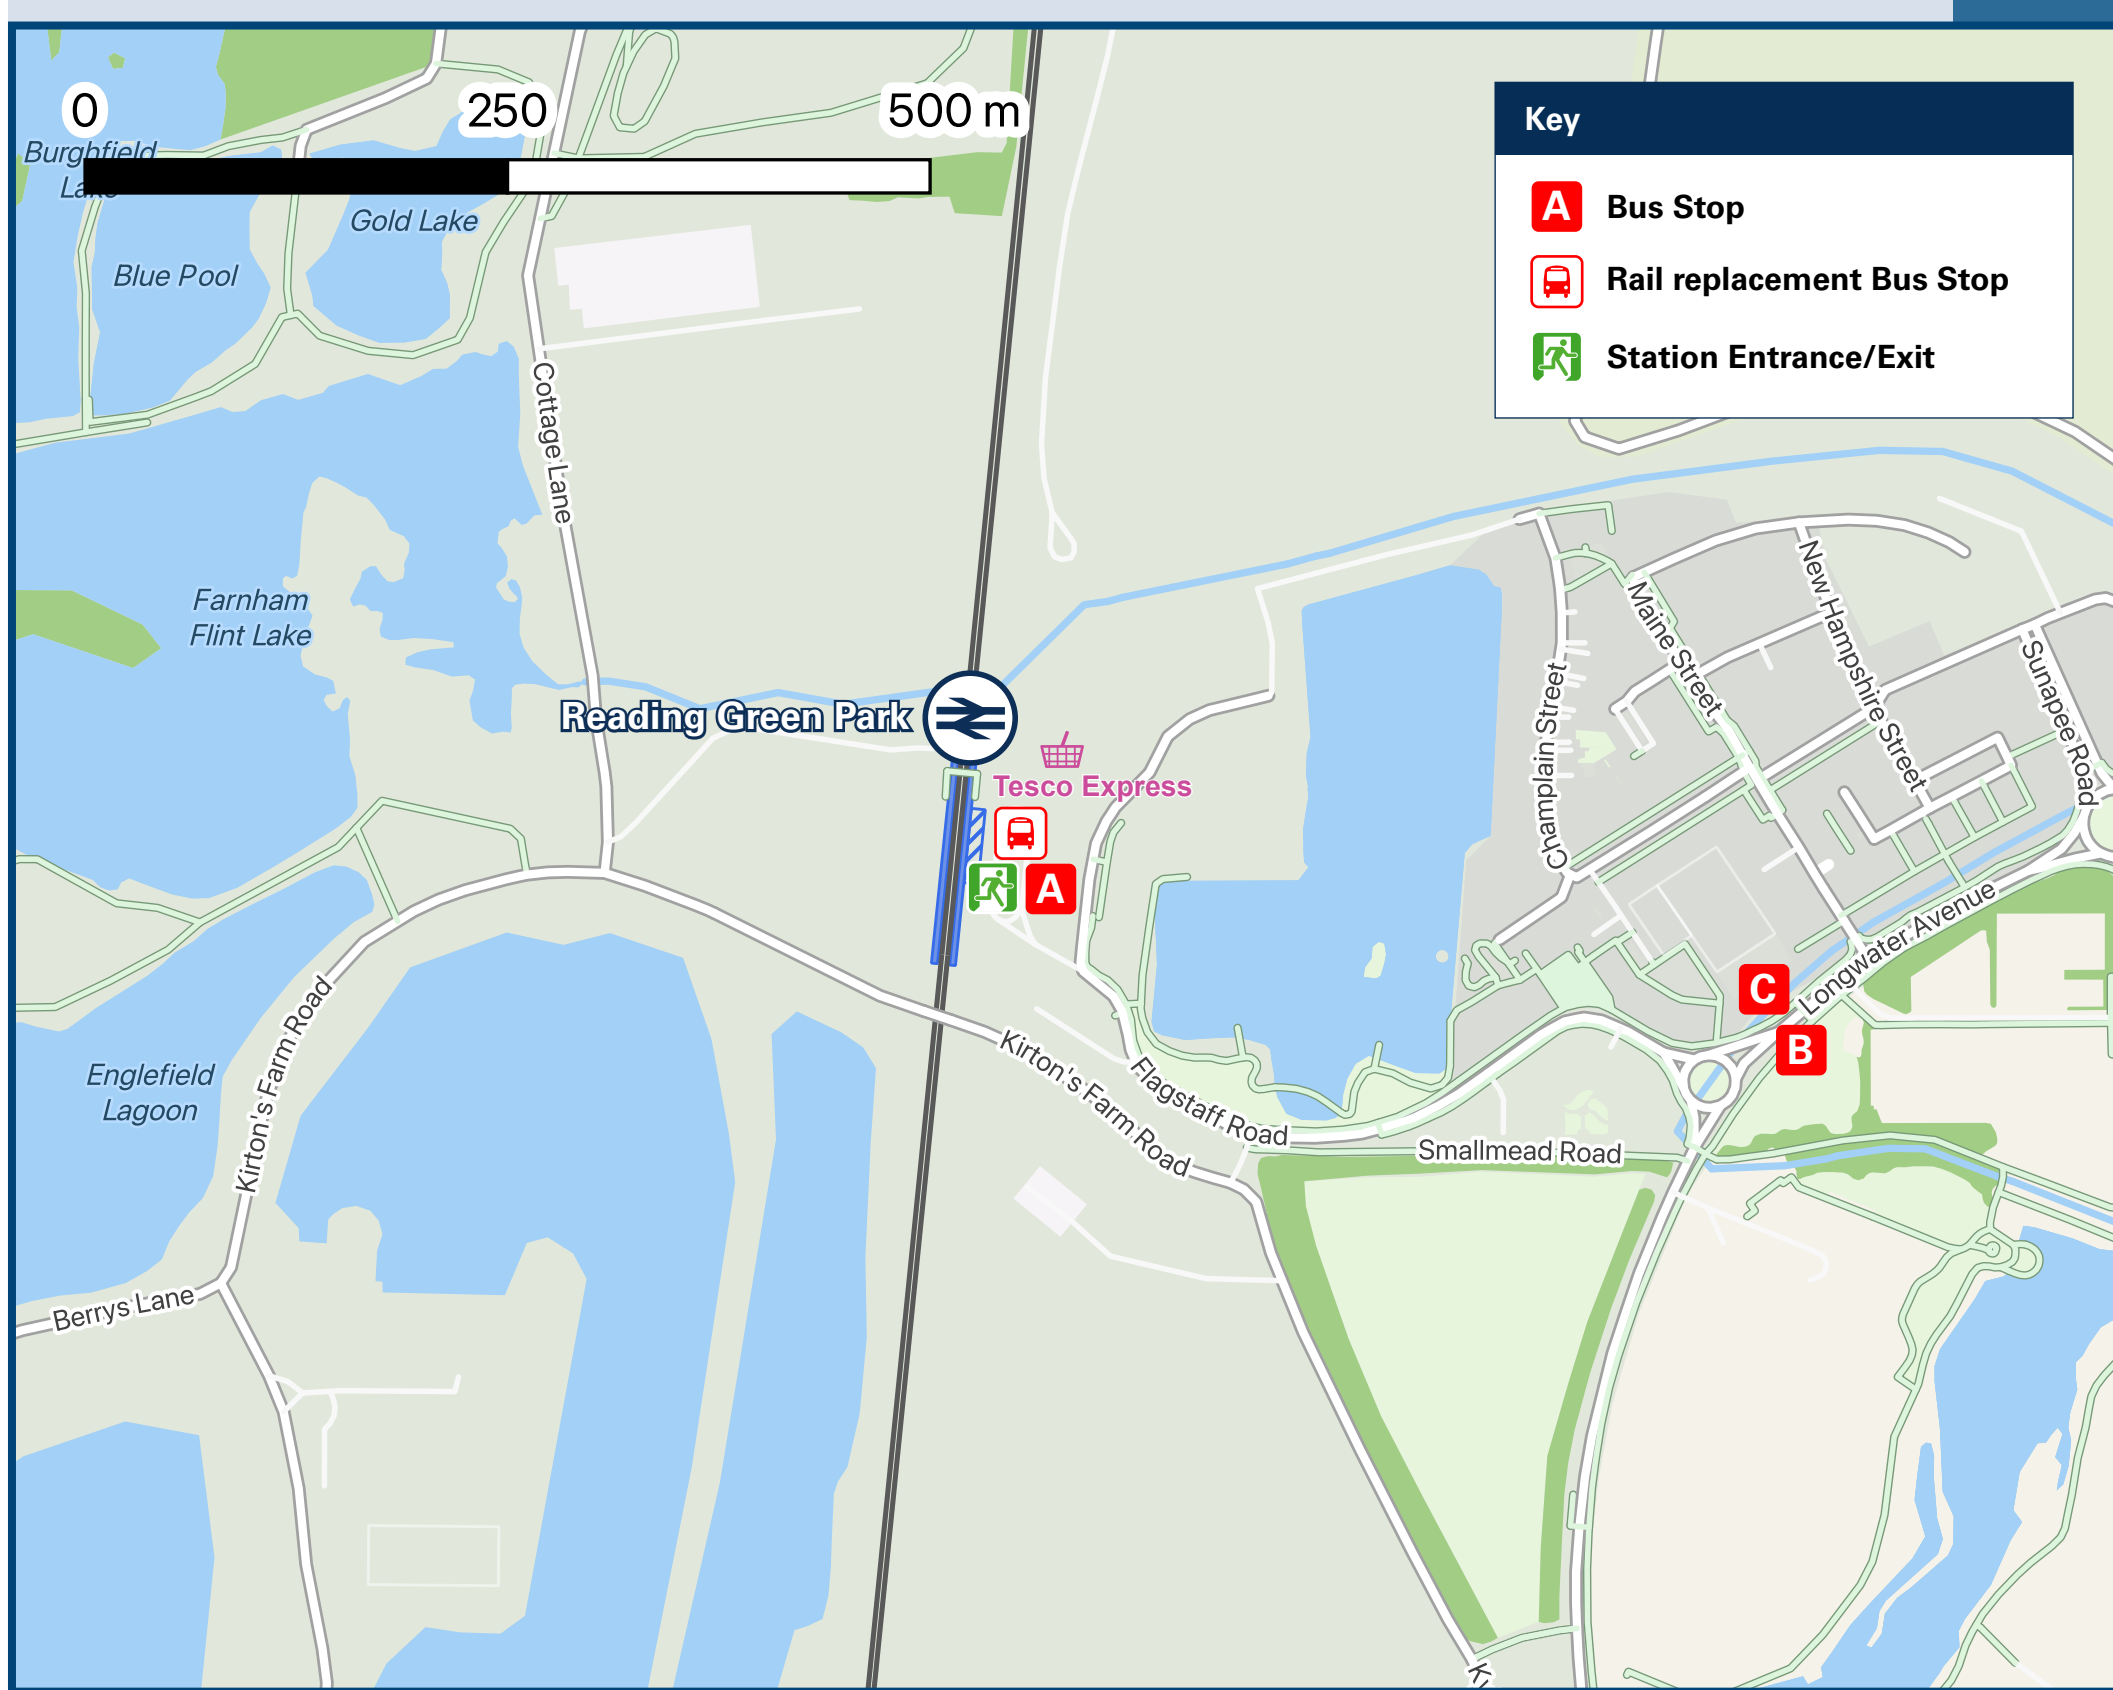 0
250
500 m
Burghfield
Lake
Gold Lake
Blue Pool
Key
A
Bus Stop
Rail replacement Bus Stop
Station Entrance/Exit
Cottage Lane
Farnham
Flint Lake
Reading Green Park
Tesco Express
A
Champlain Street
Maine Street
New Hampshire Street
Sunapee Road
Longwater Avenue
C
B
Kirton's Farm Road
Kirton's Farm Road
Flagstaff Road
Smallmead Road
Englefield
Lagoon
Berrys Lane